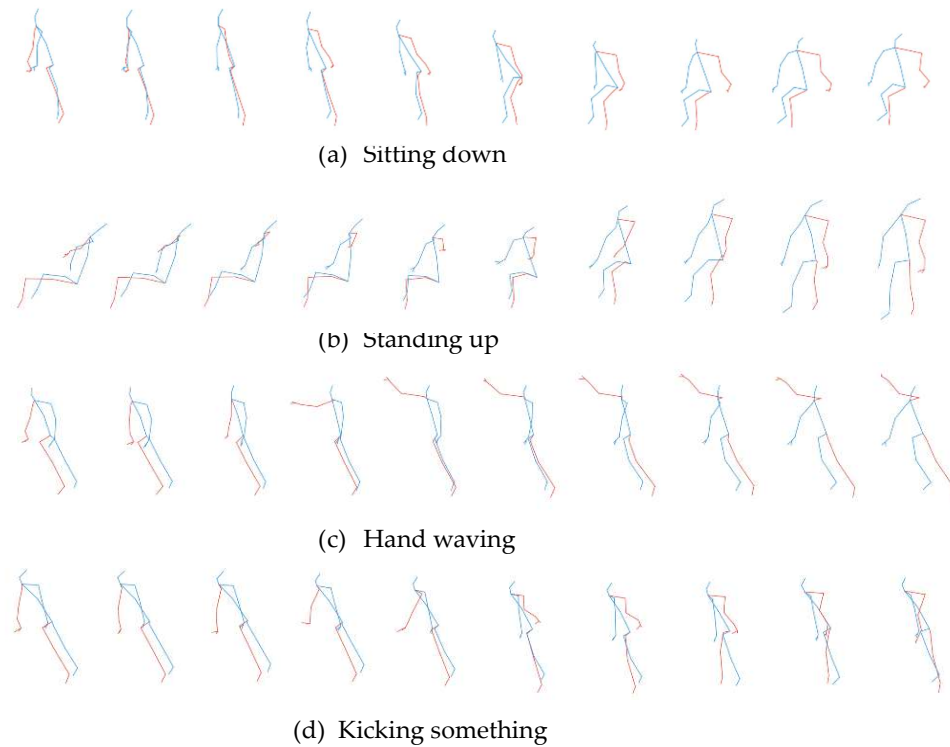 (a) Sitting down
(b) Standing up
(c) Hand waving
(d) Kicking something